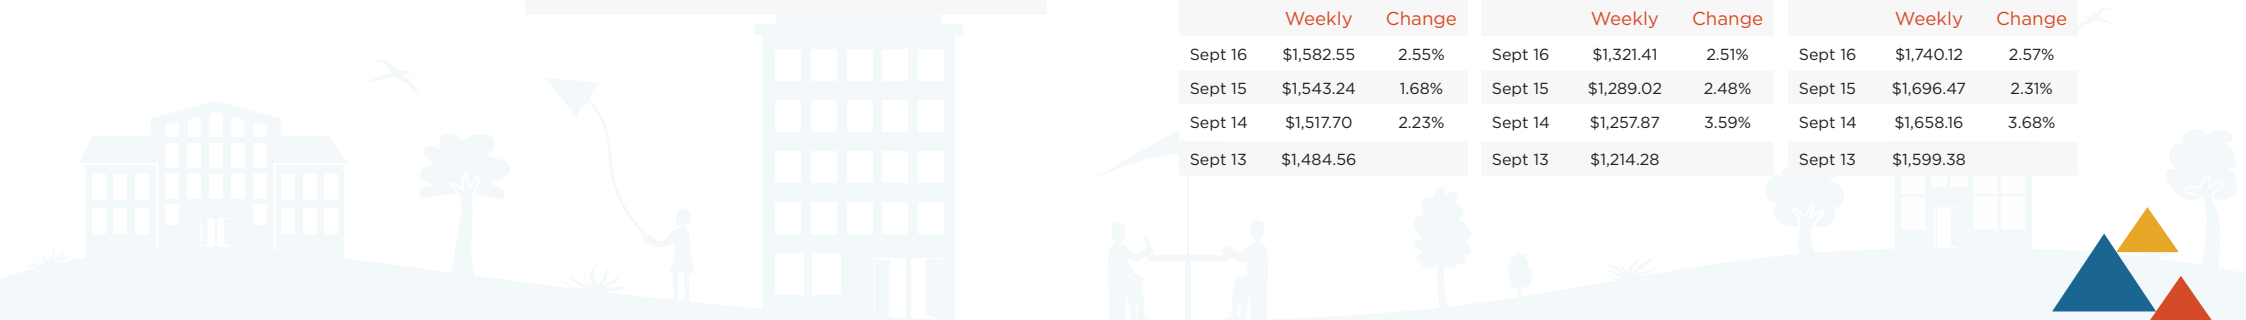 Weekly Change Weekly Change Weekly Change
Sept 16 $1,582.55 2.55% Sept 16 $1,321.41 2.51% Sept 16 $1,740.12 2.57%
Sept 15 $1,543.24 1.68% Sept 15 $1,289.02 2.48% Sept 15 $1,696.47 2.31%
Sept 14 $1,517.70 2.23% Sept 14 $1,257.87 3.59% Sept 14 $1,658.16 3.68%
Sept 13 $1,484.56 Sept 13 $1,214.28 Sept 13 $1,599.38